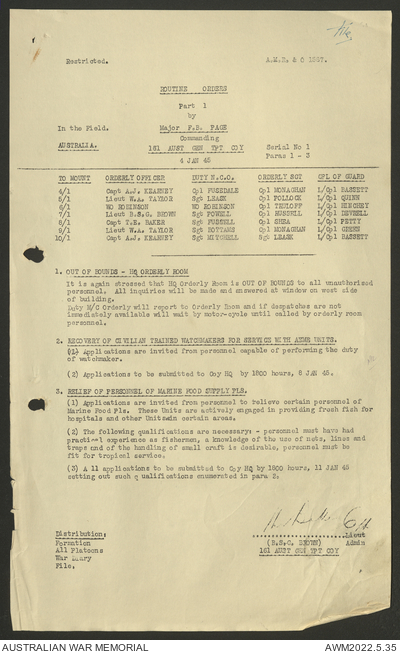 File
Restricted.
A.M.R. & O 1357.
ROUTINE ORDERS
Part 1
by
In the Field.
Major F.B. PAGE
Commanding
AUSTRALIA.
151 AUST GEN TPT COY
Serial No 1
4 JAN 45
Paras 1 - 3
TO MOUNT ORDERLY OFFICER DUTY N.C.O. ORDERLY SGT CPL OF GUARD
4/1 Capt A.J. KEARNEY Cpl FUSEDALE Cpl MONAGHAN L/Cpl BASSETT
5/1 Lieut W.A. TAYLOR Sgt LEASK Cpl POLLOCK L/Cpl QUINN
6/1 WO ROBINSON WO ROBINSON Cpl TRELOFF L/Cpl HENGHEY
7/1 Lieut B.S.G. BROWN Sgt POWELL Cpl RUSSELL L/Cpl DEVRELL
8/1 Capt T.E. BAKER Sgt FUSSELL Cpl SHEA L/Cpl PETTY
9/1 Lieut W.A. TAYLOR Sgt BOTTAMS Cpl MONAGHAN L/Cpl GREEN
10/1 Capt A.J. KEARNEY Sgt MITCHELL Sgt LEASK L/Cpl BASSETT
1. OUT OF BOUNDS - HQ ORDERLY ROOM
It is again stressed that HQ Orderly Room is OUT OF BOUNDS to all unauthorised
personnel. All inquiries will be made and answered at window on west side
of building.
Duty M/C Orderly will report to Orderly Room and if despatches are not
immediately available will wait by motor-cycle until called by orderly room
personnel.
2. RECOVERY OF CIVILIAN TRAINED WATCHMAKERS FOR SERVICE WITH UNITS.
(1) Applications are invited from personnel capable of performing the duty
of watchmaker.
(2) Applications to be submitted to Coy HQ by 1800 hours, 8 JAN 45.
3. RELIEF OF PERSONNEL OF MARINE FOOD SUPPLY PLS.
(1) Applications are invited from personnel to relieve certain personnel of
Marine Food Pls. These Units are actively engaged in providing fresh fish for
hospitals and other Unitsmin certain areas.
(2) The following qualifications are necessary: - personnel must have had
practical experience as fishermen, a knowledge of the use of nets, lines and
traps and of the handling of small craft is desirable, personnel must be
fit for tropical service.
(3) A ll applications to be submitted to Coy HQ by 1800 hours, 11 JAN 45
setting out such q ualifications enumerated in para 2.
Distribution:
Lieut
Formation
(B.S.G. BROWN) Admin
All Platoons
151 AUST GEN TPT COY
War Diary
File.
AUSTRALIAN WAR MEMORIAL
AWM2022.5.35